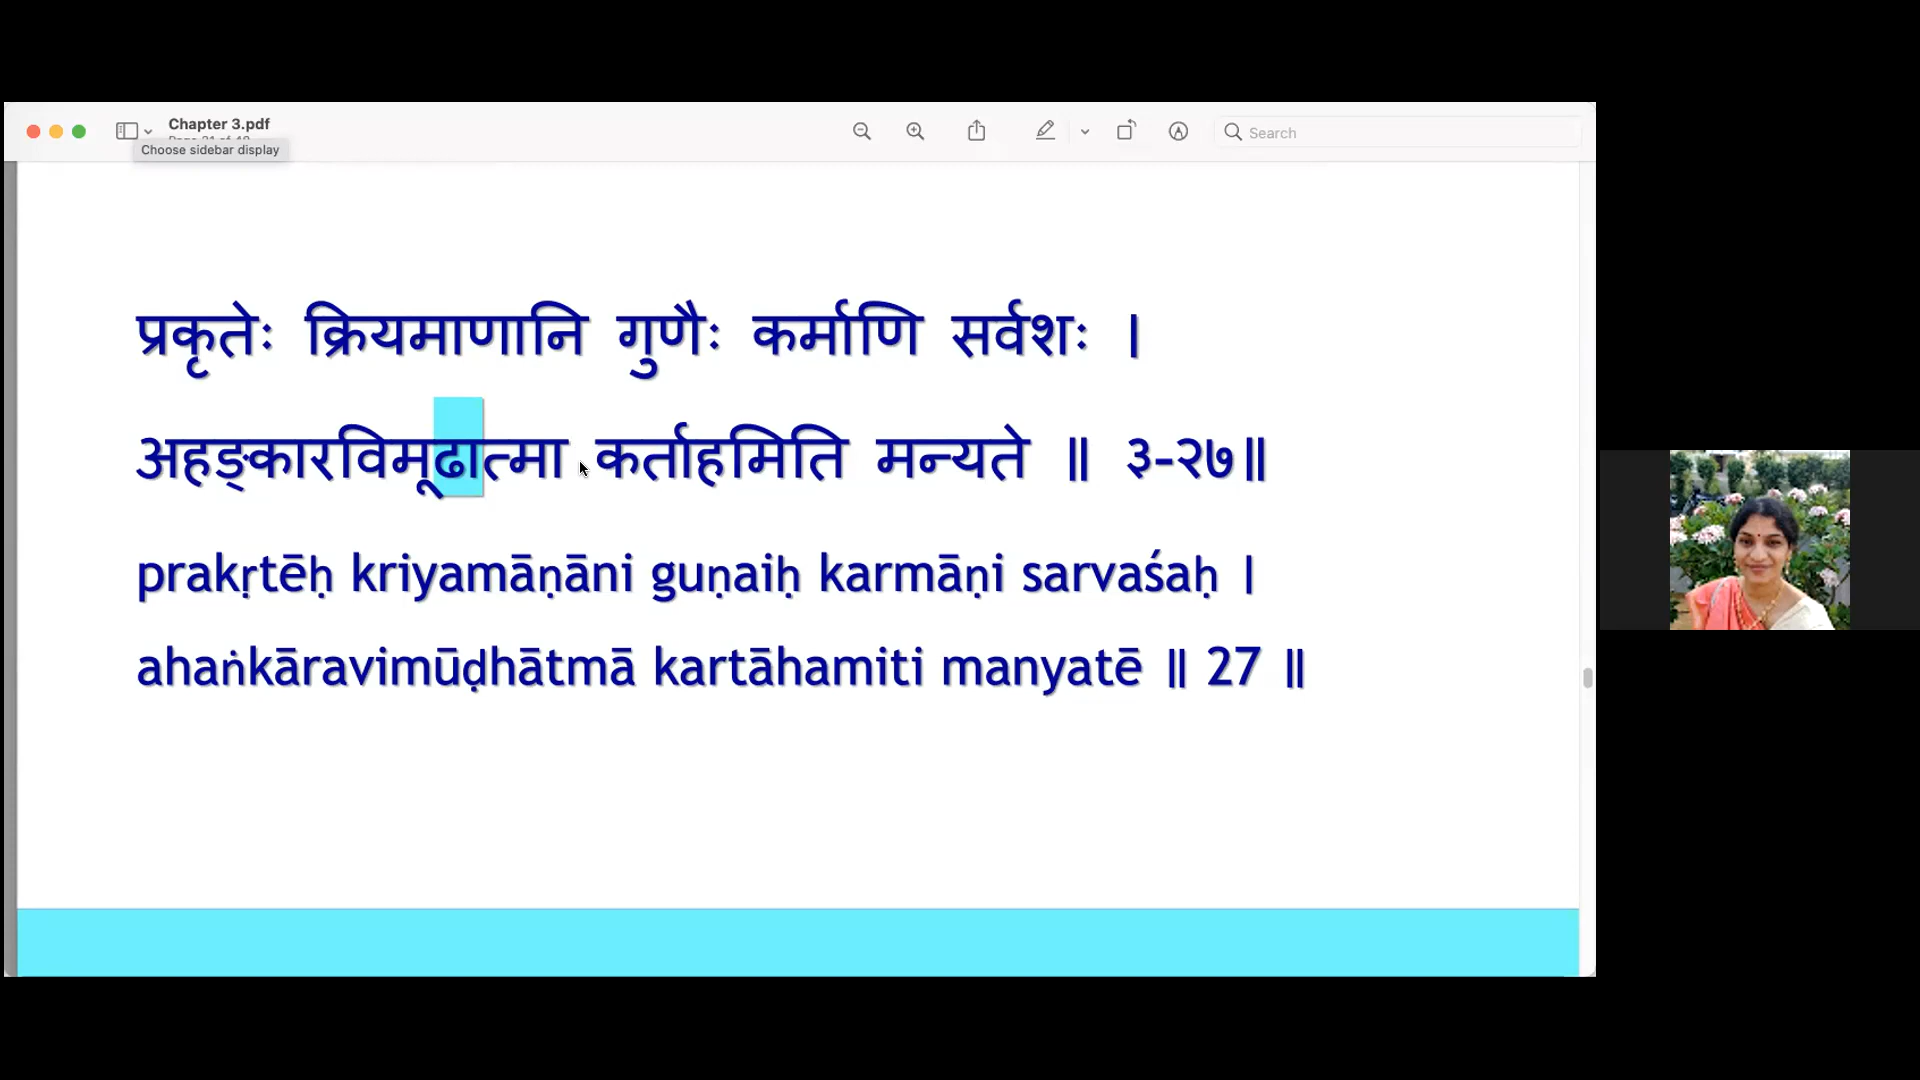 Chapter 3.pdf
Choose sidebar display
Search
प्रकृतेः क्रियमाणानि गुणैः कर्माणि सर्वशः ।
अहङ्कारविमूढात्मा कर्ताहमिति मन्यते ॥ ३-२७॥
prakṛtēḥ kriyamāṇāni guṇaiḥ karmāṇi sarvaśaḥ |
ahaṅkāravimūḍhātmā kartāhamiti manyatē ॥ 27 ॥